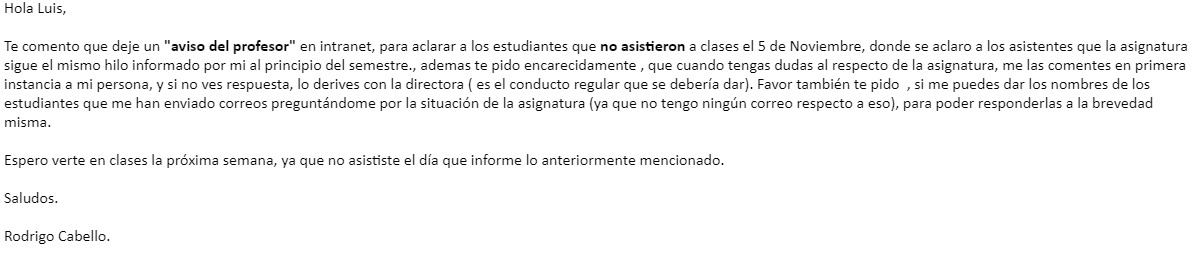 Hola Luis,
Te comento que deje un "aviso del profesor" en intranet, para aclarar a los estudiantes que no asistieron a clases el 5 de Noviembre, donde se aclaro a los asistentes que la asignatura
sigue el mismo hilo informado por mi al principio del semestre., ademas te pido encarecidamente , que cuando tengas dudas al respecto de la asignatura, me las comentes en primera
instancia a mi persona, y si no ves respuesta, lo derives con la directora ( es el conducto regular que se debería dar). Favor también te pido  , si me puedes dar los nombres de los
estudiantes que me han enviado correos preguntándome por la situación de la asignatura (ya que no tengo ningún correo respecto a eso), para poder responderlas a la brevedad
misma.
Espero verte en clases la próxima semana, ya que no asististe el día que informe lo anteriormente mencionado.
Saludos.
Rodrigo Cabello.